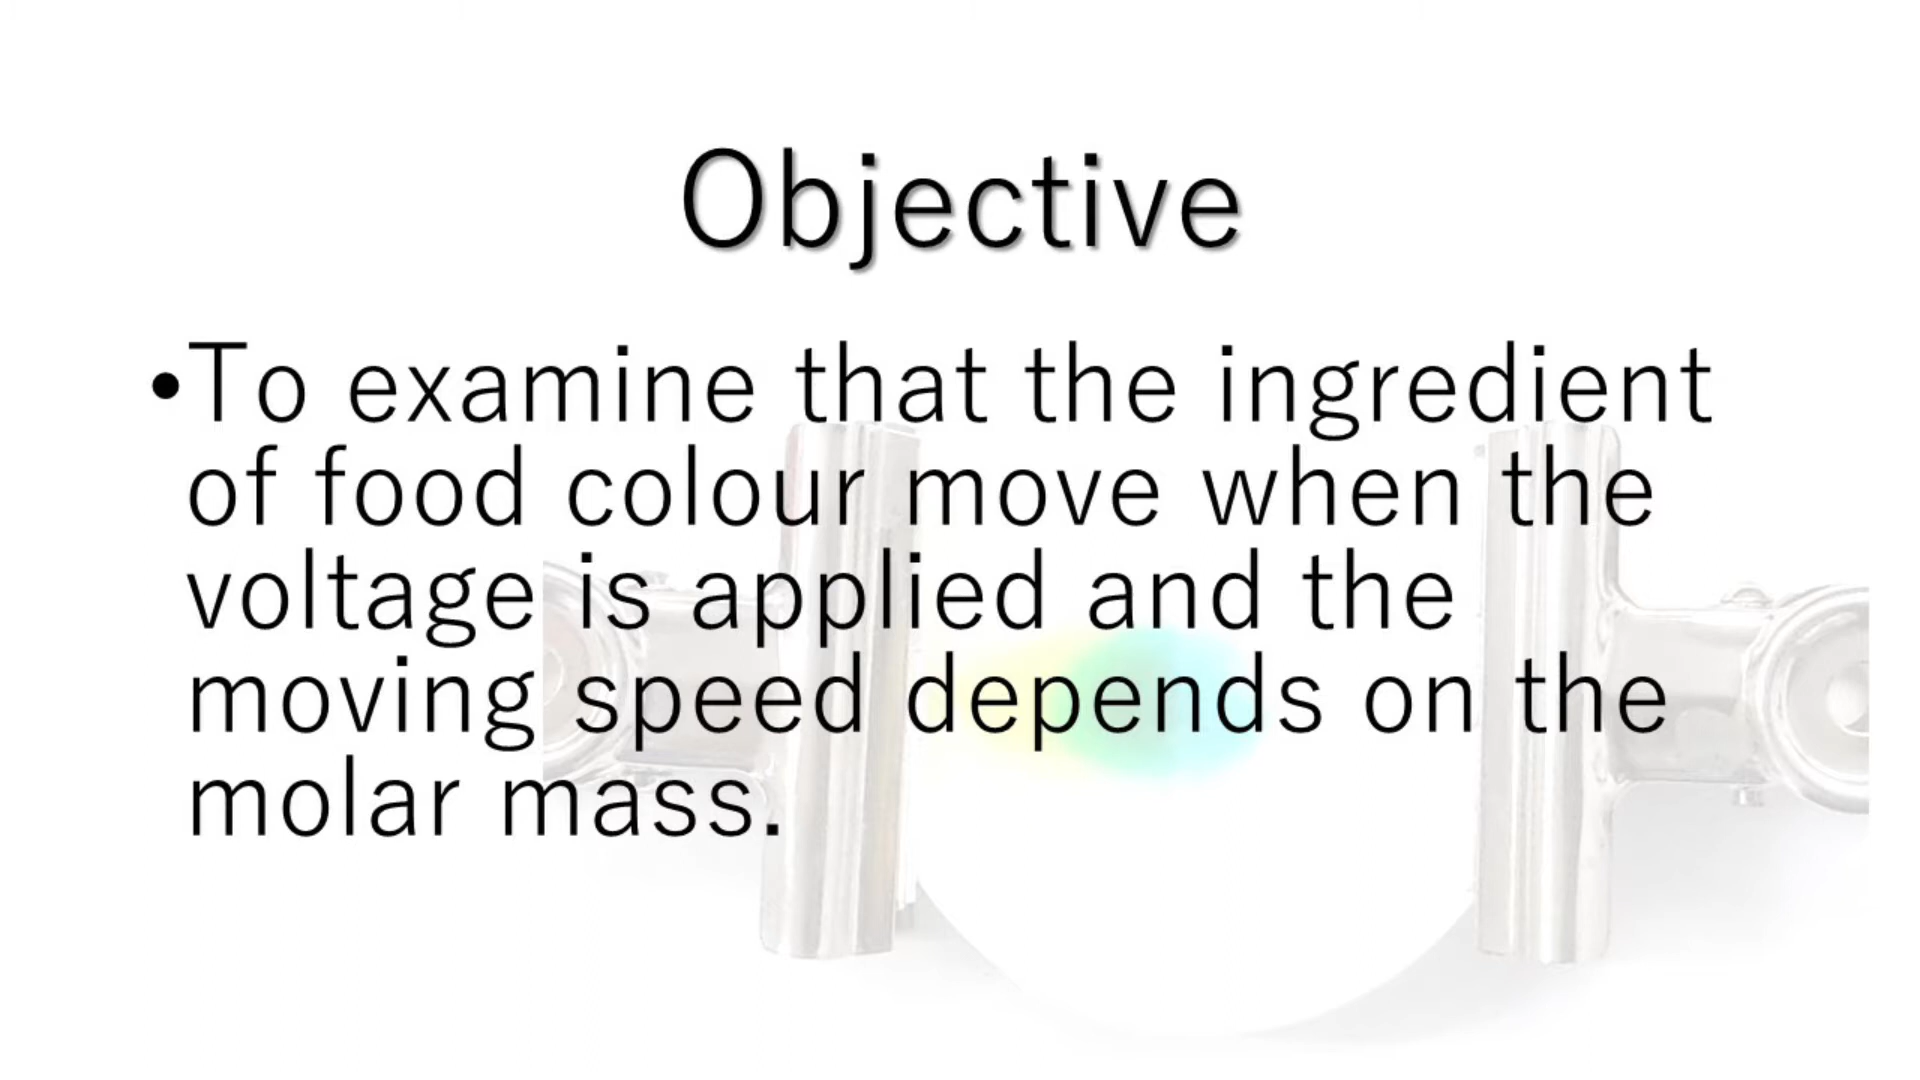 Objective
•To examine that the ingredient
of food colour move when the
voltage is applied and the
moving speed depends on the
molar mass.